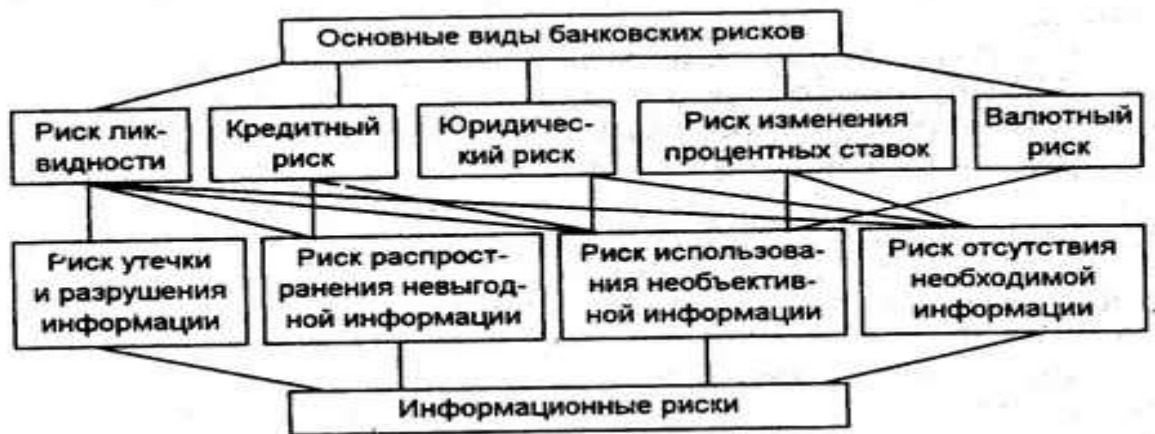 Основные виды банковских рисков
Риск лик-
видности
Кредитный
риск
Юридичес-
кий риск
Риск изменения
процентных ставок
Валютный
риск
Риск утечки
и разрушения
информации
Риск распрост-
ранения невыгод-
ной информации
Риск использова-
ния необъектив-
ной информации
Риск отсутствия
необходимой
информации
Информационные риски